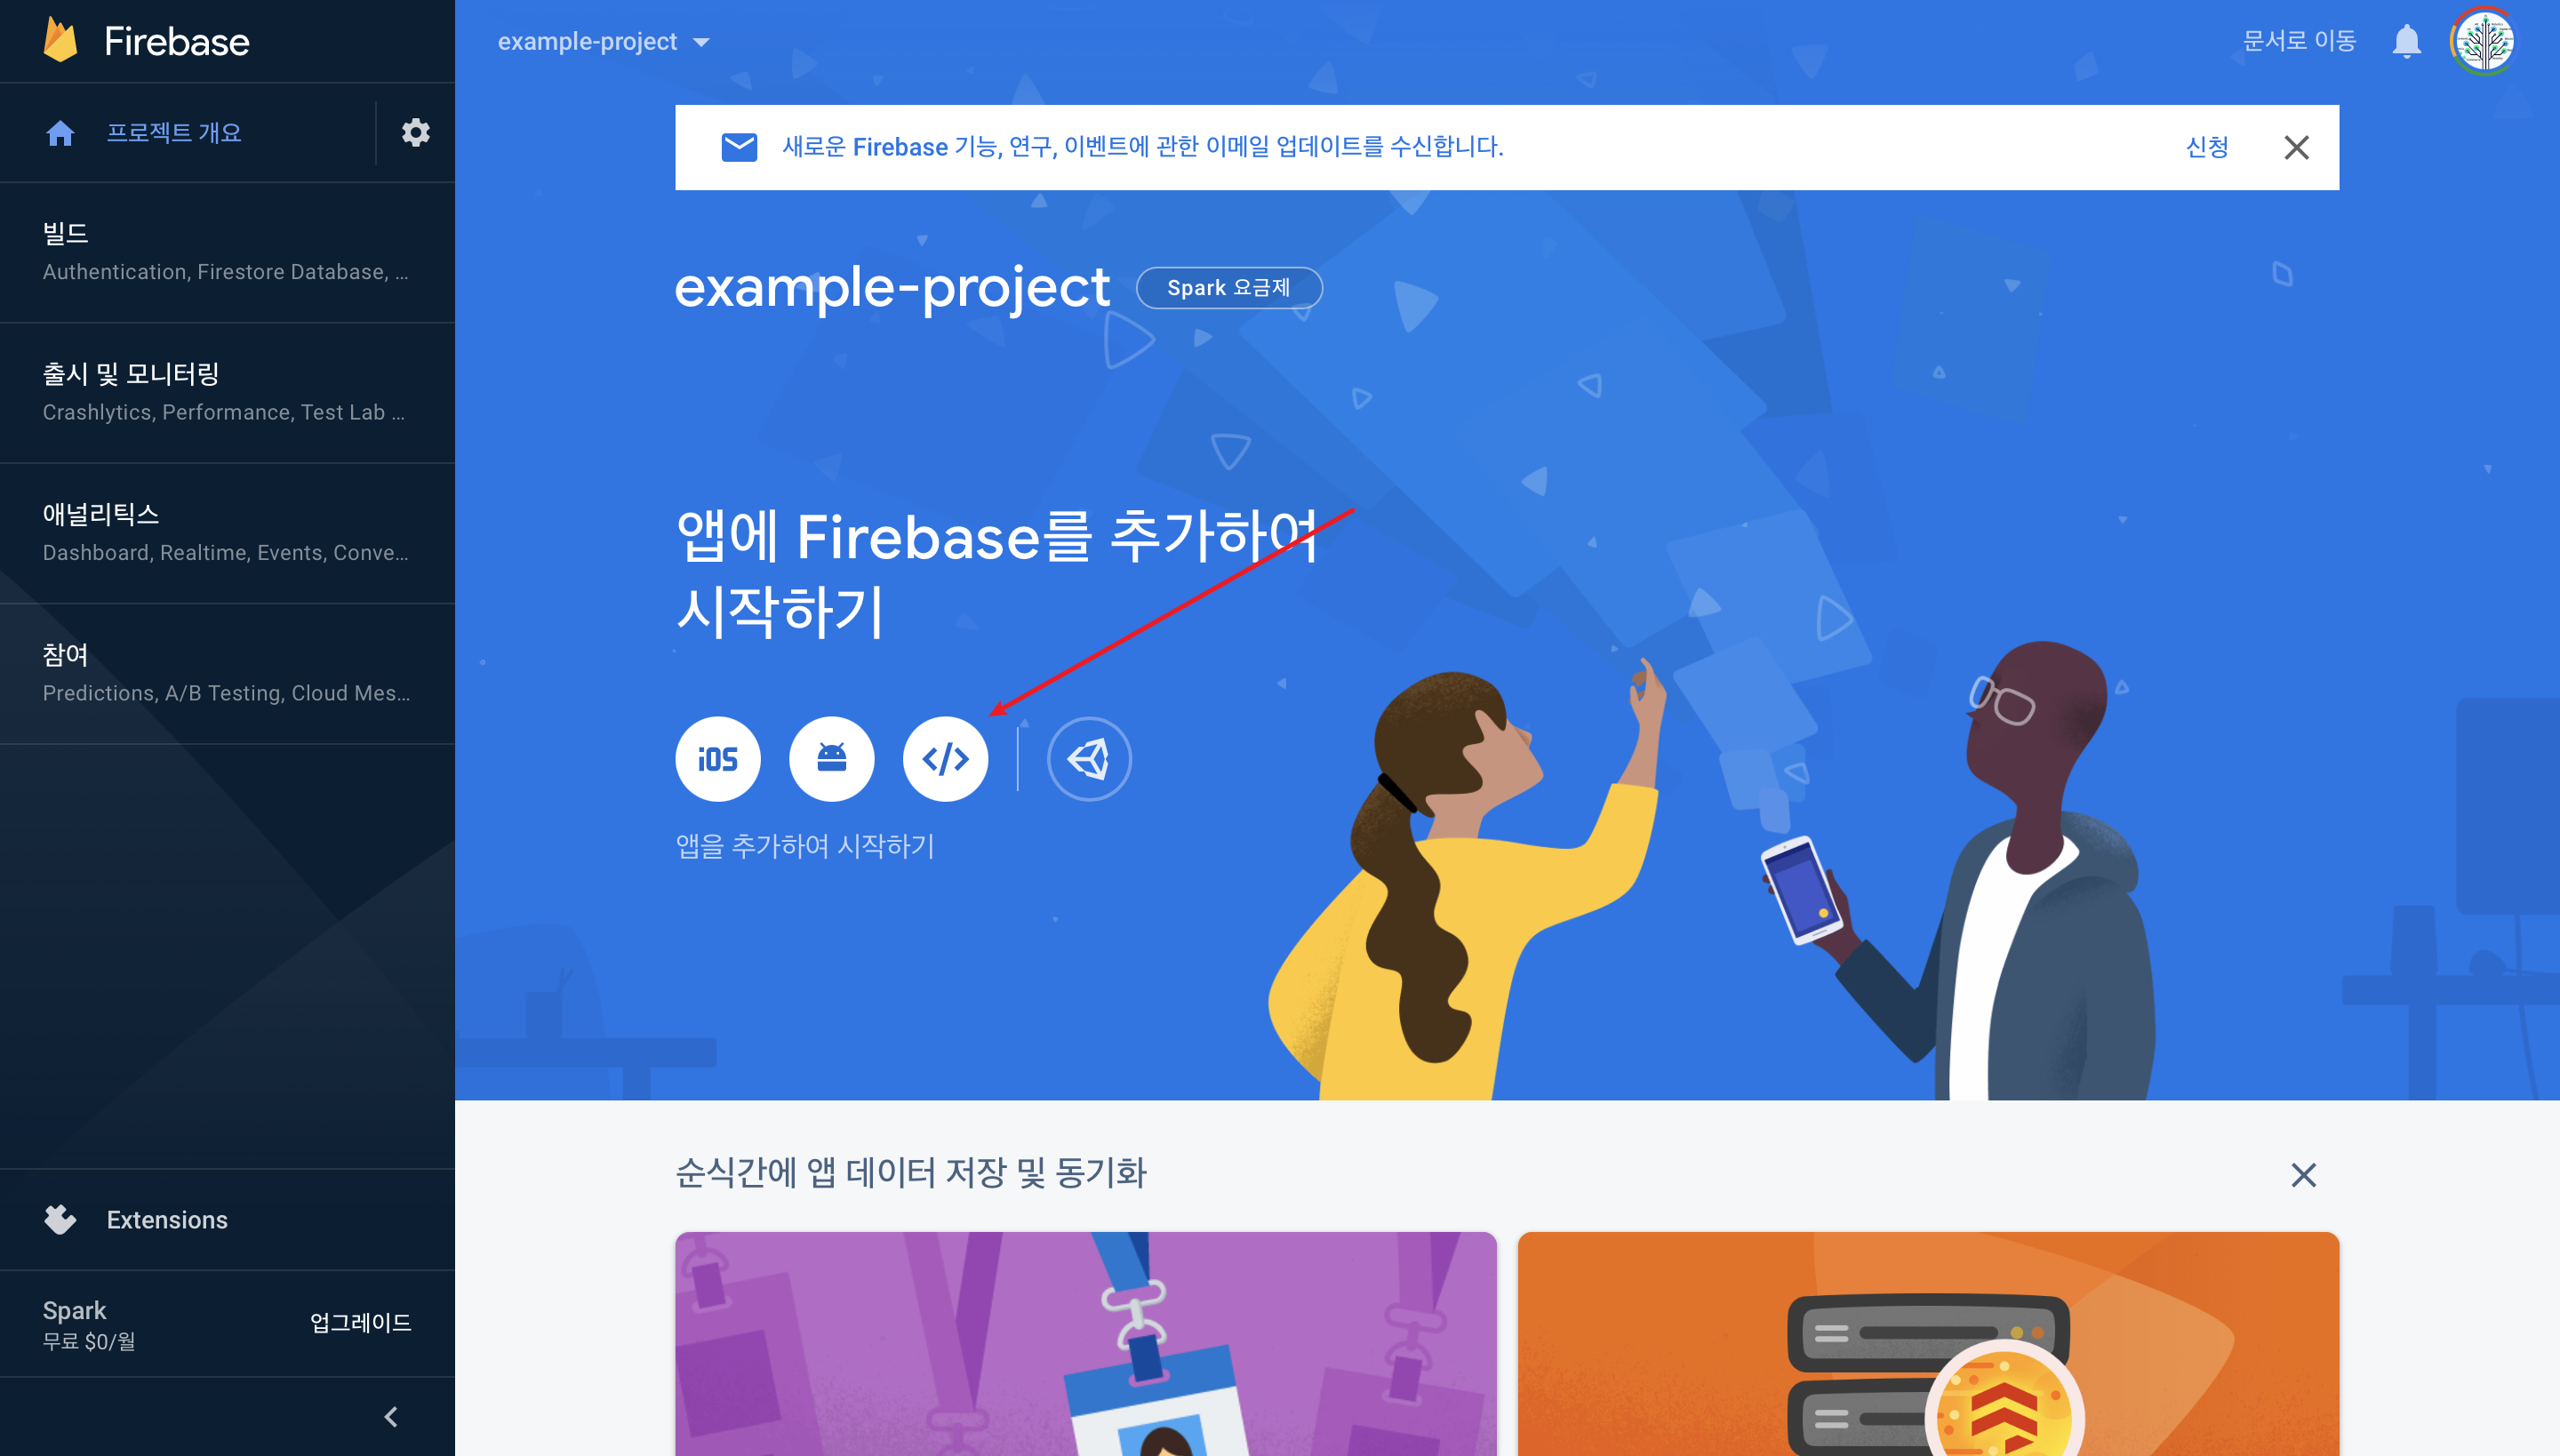 Firebase
프로젝트 개요
빌드
Authentication, Firestore Database, ...
출시 및 모니터링
Crashlytics, Performance, Test Lab ...
애널리틱스
Dashboard, Realtime, Events, Conve...
참여
Predictions, A/B Testing, Cloud Mes...
Extensions
Spark
무료 $0/월
업그레이드
example-project
문서로 이동
새로운 Firebase 기능, 연구, 이벤트에 관한 이메일 업데이트를 수신합니다.
신청
example-project
Spark 요금제
앱에 Firebase를 추가하여
시작하기
iOS
</>
앱을 추가하여 시작하기
순식간에 앱 데이터 저장 및 동기화